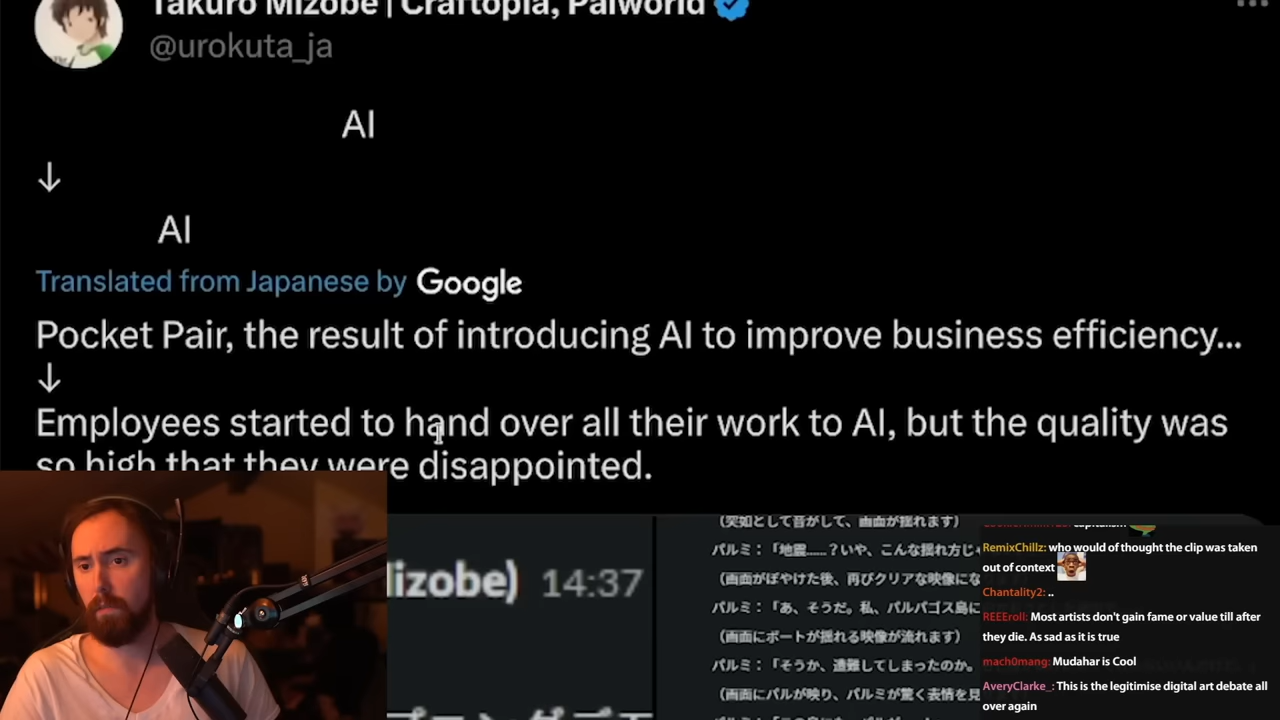 Takuro Mizobe | Craftopia, Palworld
@urokuta_ja
AI
↓
AI
Translated from Japanese by Google
Pocket Pair, the result of introducing AI to improve business efficiency...
↓
Employees started to hand over all their work to AI, but the quality was
so high that they were disappointed.
(突如として音がして、画面が揺れます)
パルミ:「地震……?いや、こんな揺れ方じゃ
(画面がぼやけた後、再びクリアな映像にな
lizobe) 14:37
パルミ:「あ、そうだ。私、パルパゴス島に
(画面にボートが揺れる映像が流れます)
パルミ:「そうか、遭難してしまったのか。
(画面にパルが映り、パルミが驚く表情を見
RemixChillz: who would of thought the clip was taken
out of context
Chantality2: ..
REEEroll: Most artists don't gain fame or value till after
they die. As sad as it is true
mach0mang: Mudahar is Cool
AveryClarke_: This is the legitimise digital art debate all
over again